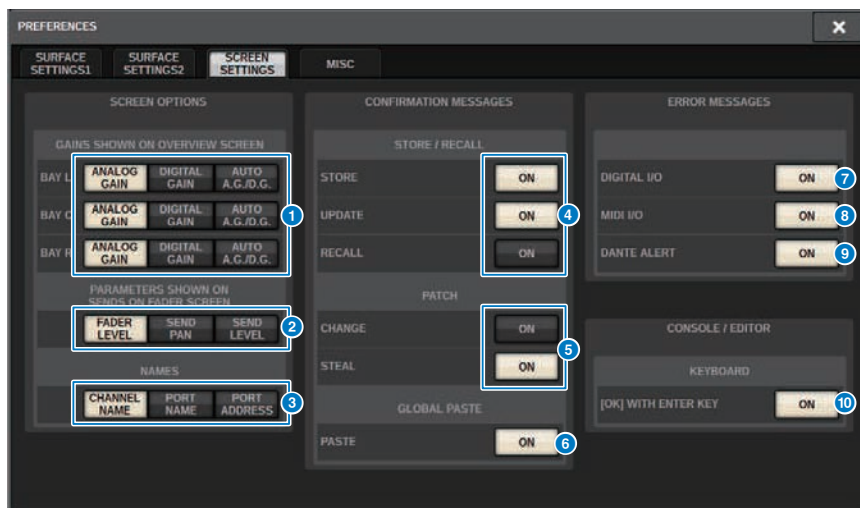 PREFERENCES
SURFACE SETTINGS1
SURFACE SETTINGS2
SCREEN SETTINGS
MISC
SCREEN OPTIONS
GAINS SHOWN ON OVERVIEW SCREEN
BAY L
ANALOG GAIN
DIGITAL GAIN
AUTO A.G./D.G.
BAY C
ANALOG GAIN
DIGITAL GAIN
AUTO A.G./D.G.
1
BAY R
ANALOG GAIN
DIGITAL GAIN
AUTO A.G./D.G.
PARAMETERS SHOWN ON
SENDS ON FADER SCREEN
FADER LEVEL
SEND PAN
SEND LEVEL
2
NAMES
CHANNEL NAME
PORT NAME
PORT ADDRESS
3
CONFIRMATION MESSAGES
STORE / RECALL
STORE
ON
UPDATE
ON
4
RECALL
ON
PATCH
CHANGE
ON
5
STEAL
ON
GLOBAL PASTE
PASTE
ON
6
ERROR MESSAGES
DIGITAL I/O
ON
7
MIDI I/O
ON
8
DANTE ALERT
ON
9
CONSOLE / EDITOR
KEYBOARD
[OK] WITH ENTER KEY
ON
10